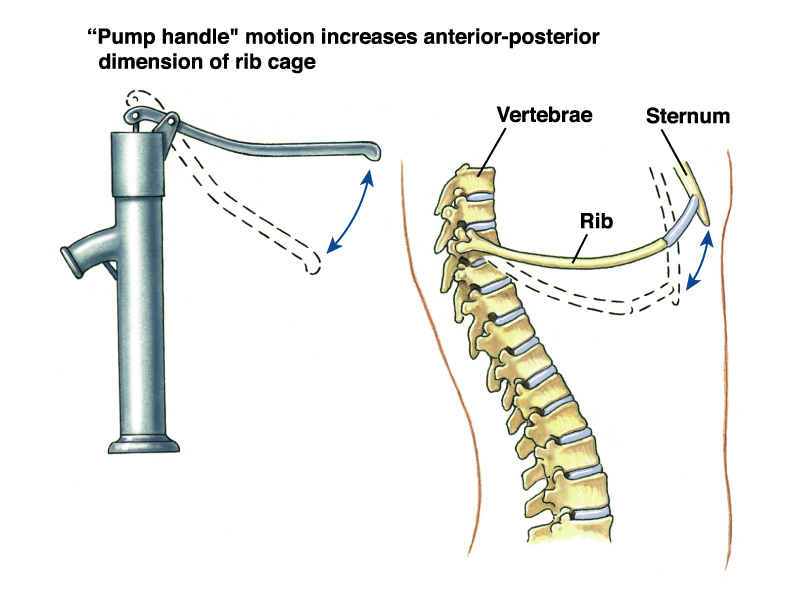 “Pump handle" motion increases anterior-posterior
dimension of rib cage
Vertebrae
Sternum
Rib